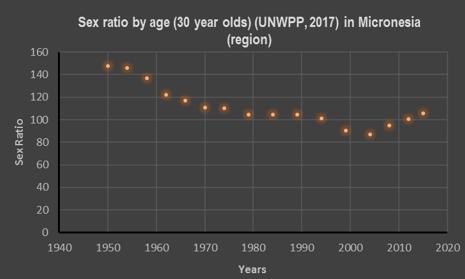 Sex ratio by age (30 year olds) (UNWPP, 2017) in Micronesia
(region)
160
140
120
100
80
60
40
20
0
Sex Ratio
1940 1950 1960 1970 1980 1990 2000 2010 2020
Years